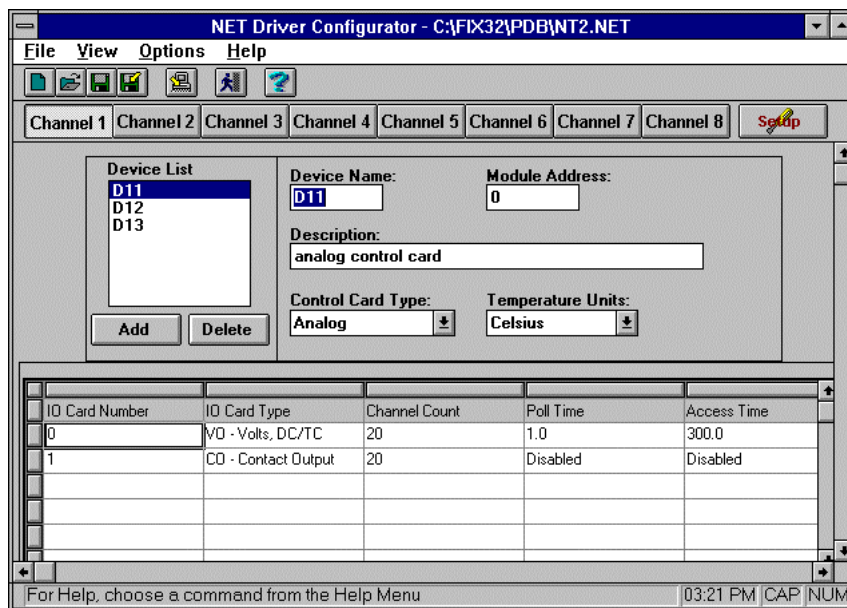 NET Driver Configurator - C:\FIX32\PDB\NT2.NET
File View Options Help
Channel 1 Channel 2 Channel 3 Channel 4 Channel 5 Channel 6 Channel 7 Channel 8 Setup
Device List
D11
D12
D13
Add Delete
Device Name: Module Address:
D11 0
Description:
analog control card
Control Card Type: Temperature Units:
Analog Celsius
IO Card Number IO Card Type Channel Count Poll Time Access Time
0 VO - Volts, DC/TC 20 1.0 300.0
1 CO - Contact Output 20 Disabled Disabled
For Help, choose a command from the Help Menu 03:21 PM CAP NUM